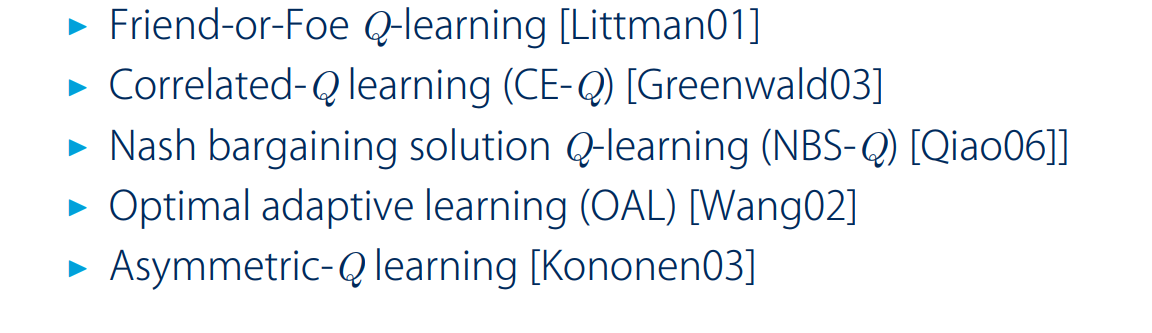 ▶ Friend-or-Foe Q-learning [Littman01]
▶ Correlated-Q learning (CE-Q) [Greenwald03]
▶ Nash bargaining solution Q-learning (NBS-Q) [Qiao06]]
▶ Optimal adaptive learning (OAL) [Wang02]
▶ Asymmetric-Q learning [Kononen03]